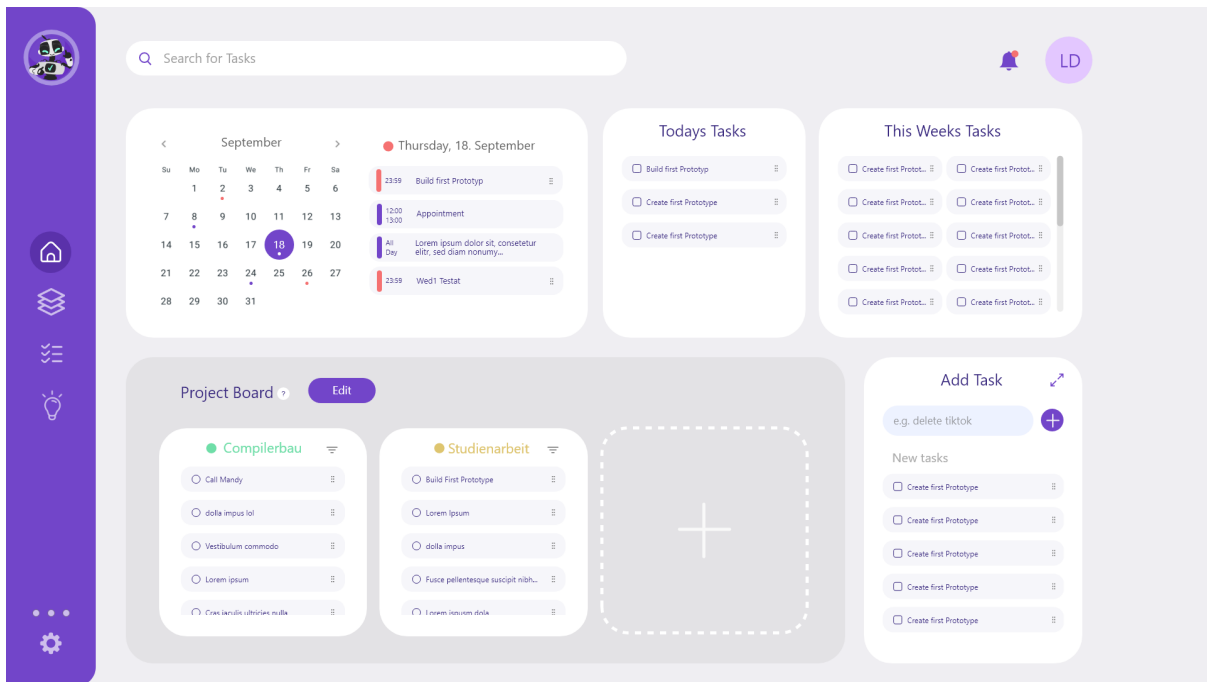 Search for Tasks
LD
September
Su Mo Tu We Th Fr Sa
1 2 3 4 5 6
7 8 9 10 11 12 13
14 15 16 17 18 19 20
21 22 23 24 25 26 27
28 29 30 31
Thursday, 18. September
23:59 Build first Prototyp
12:00
13:00
Appointment
All
Day
Lorem ipsum dolor sit, consetetur
elitr, sed diam nonumy...
23:59 Wed1 Testat
Todays Tasks
Build first Prototyp
Create first Prototype
Create first Prototype
This Weeks Tasks
Create first Protot... Create first Protot...
Create first Protot... Create first Protot...
Create first Protot... Create first Protot...
Create first Protot... Create first Protot...
Create first Protot... Create first Protot...
Project Board ? Edit
Compilerbau
Call Mandy
dolla impus lol
Vestibulum commodo
Lorem ipsum
Cras iaculis ultricies nulla
Studienarbeit
Build First Prototype
Lorem Ipsum
dolla impus
Fusce pellentesque suscipit nibh...
Lorem ipusm dola
Add Task
e.g. delete tiktok
New tasks
Create first Prototype
Create first Prototype
Create first Prototype
Create first Prototype
Create first Prototype